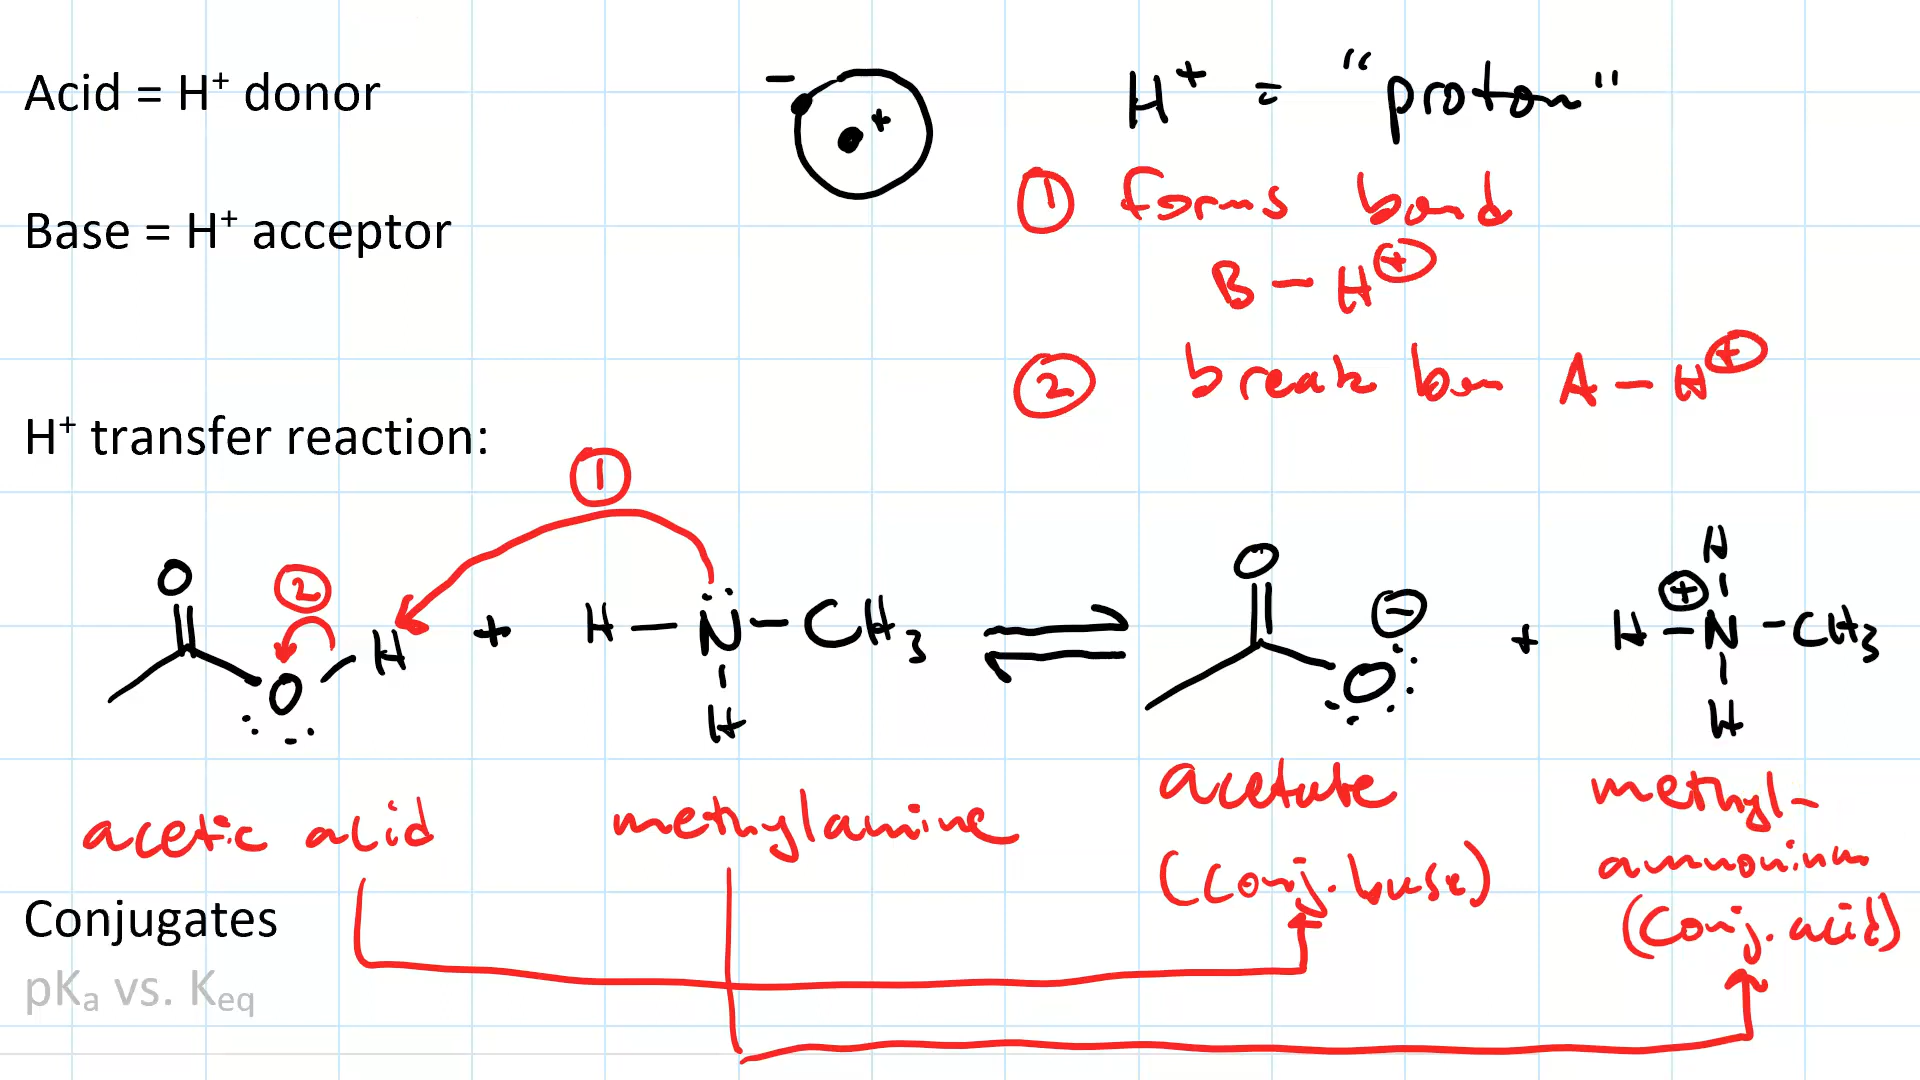 Acid = H⁺ donor
H⁺ = "proton"
① forms bond
Base = H⁺ acceptor
B – H⊕
② break bon A – H⊕
H⁺ transfer reaction:
①
②
O
O
H
+
H – N – CH₃
H
⇌
O
O
⊖
+
H
H – N – CH₃
⊕
H
acetic acid
methylamine
acetate
(conj. base)
methyl-
ammonium
(conj. acid)
Conjugates
pKₐ vs. K_eq